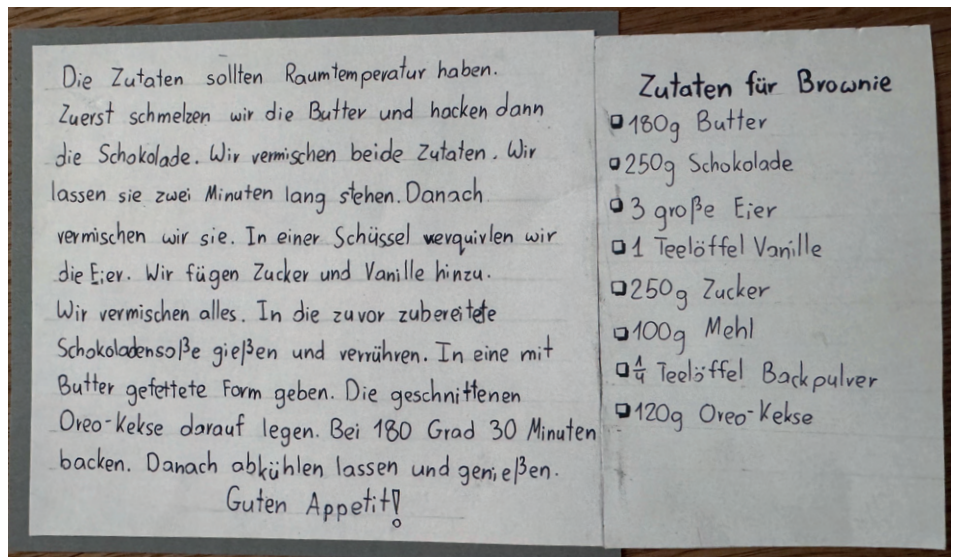 Die Zutaten sollten Raumtemperatur haben.
Zuerst schmelzen wir die Butter und hacken dann
die Schokolade. Wir vermischen beide Zutaten. Wir
lassen sie zwei Minuten lang stehen. Danach
vermischen wir sie. In einer Schüssel verquivlen wir
die Eier. Wir fügen Zucker und Vanille hinzu.
Wir vermischen alles. In die zuvor zubereitete
Schokoladensoße gießen und verrühren. In eine mit
Butter gefettete Form geben. Die geschnittenen
Oreo-Kekse darauf legen. Bei 180 Grad 30 Minuten
backen. Danach abkühlen lassen und genießen.
Guten Appetit!
Zutaten für Brownie
180g Butter
250g Schokolade
3 große Eier
1 Teelöffel Vanille
250g Zucker
100g Mehl
1/4 Teelöffel Backpulver
120g Oreo-Kekse